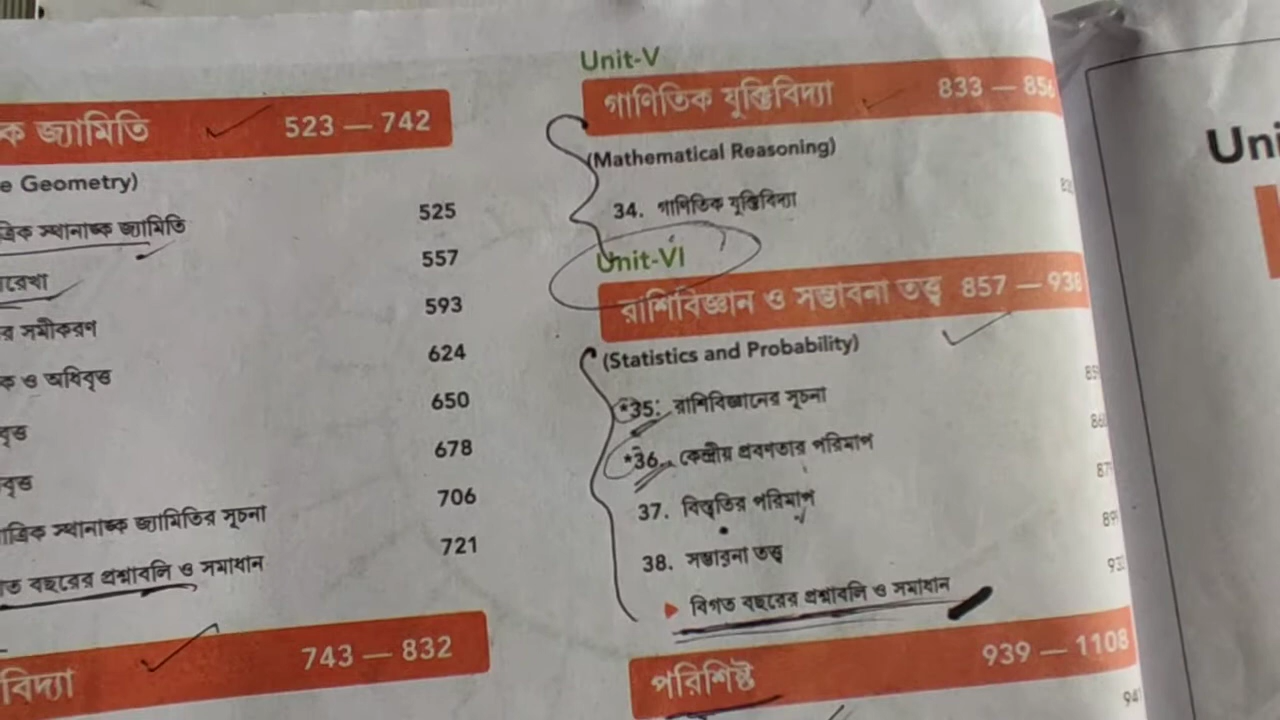 ক জ্যামিতি 523 — 742
e Geometry)
ত্রিক স্থানাঙ্ক জ্যামিতি 525
রেখা 557
র সমীকরণ 593
ক ও অধিবৃত্ত 624
বৃত্ত 650
বৃত্ত 678
মাত্রিক স্থানাঙ্ক জ্যামিতির সূচনা 706
ত বছরের প্রশ্নাবলি ও সমাধান 721
বিদ্যা 743 — 832
Unit-V
গাণিতিক যুক্তিবিদ্যা 833 — 856
(Mathematical Reasoning)
34. গাণিতিক যুক্তিবিদ্যা
Unit-VI
রাশিবিজ্ঞান ও সম্ভাবনা তত্ত্ব 857 — 938
(Statistics and Probability)
*35. রাশিবিজ্ঞানের সূচনা
*36. কেন্দ্রীয় প্রবণতার পরিমাপ
37. বিস্তৃতির পরিমাপ
38. সম্ভাবনা তত্ত্ব
বিগত বছরের প্রশ্নাবলি ও সমাধান
পরিশিষ্ট 939 — 1108
Uni